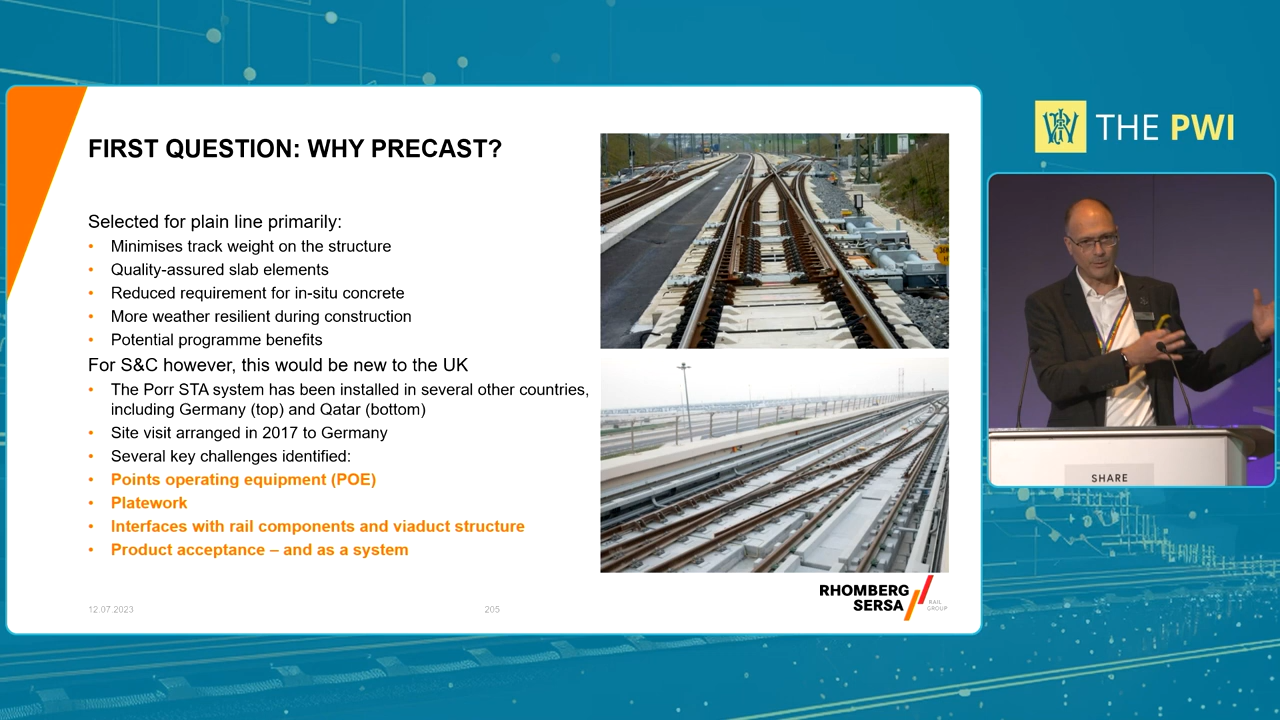 FIRST QUESTION: WHY PRECAST?
Selected for plain line primarily:
• Minimises track weight on the structure
• Quality-assured slab elements
• Reduced requirement for in-situ concrete
• More weather resilient during construction
• Potential programme benefits
For S&C however, this would be new to the UK
• The Porr STA system has been installed in several other countries,
including Germany (top) and Qatar (bottom)
• Site visit arranged in 2017 to Germany
• Several key challenges identified:
• Points operating equipment (POE)
• Platework
• Interfaces with rail components and viaduct structure
• Product acceptance – and as a system
12.07.2023
205
RHOMBERG
SERSA
RAIL
GROUP
THE PWI
SHARE